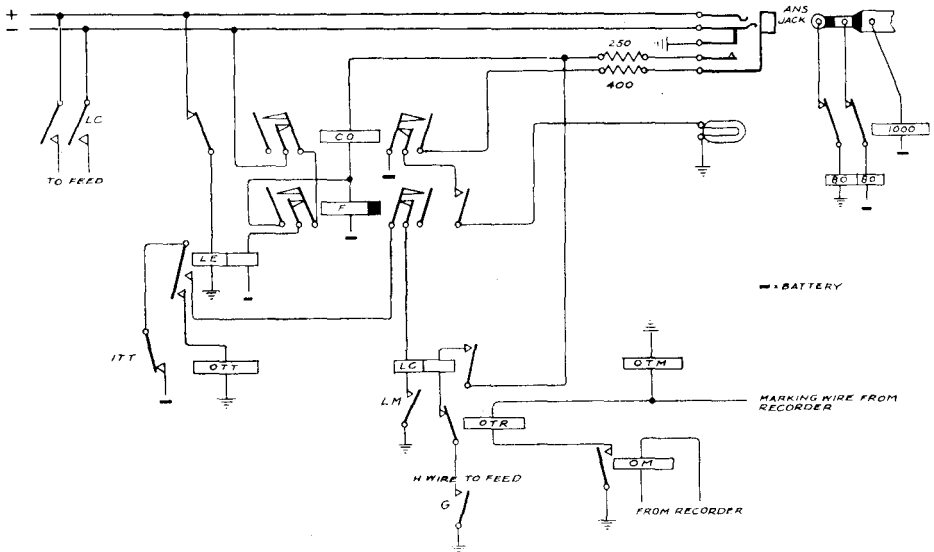 +
−
ANS
JACK
250
400
LC
TO FEED
CO
1000
80 80
F
LE
= BATTERY
ITT
OTT
LC
LM
OTM
MARKING WIRE FROM
RECORDER
OTR
OM
H WIRE TO FEED
G
FROM RECORDER